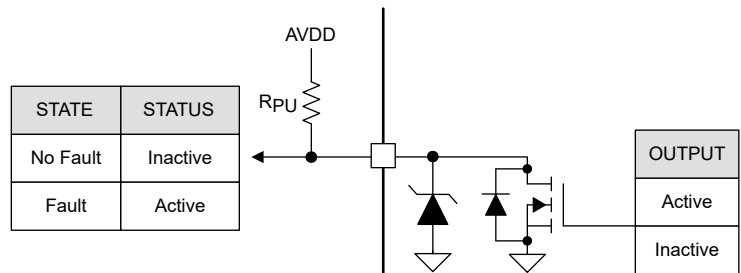 AVDD
RPU
STATE STATUS
No Fault Inactive
Fault Active
OUTPUT
Active
Inactive